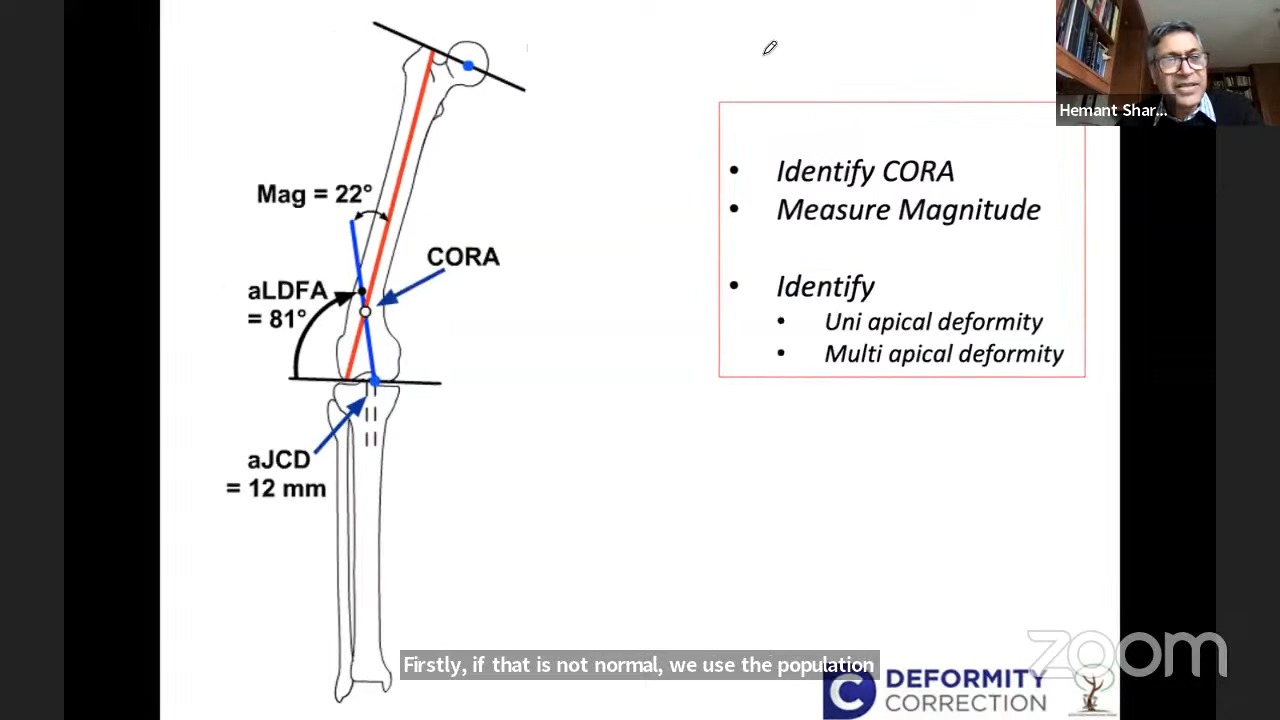 Hemant Shar...
Mag = 22°
CORA
aLDFA
= 81°
aJCD
= 12 mm
• Identify CORA
• Measure Magnitude
• Identify
• Uni apical deformity
• Multi apical deformity
Firstly, if that is not normal, we use the population
C DEFORMITY
CORRECTION
zoom